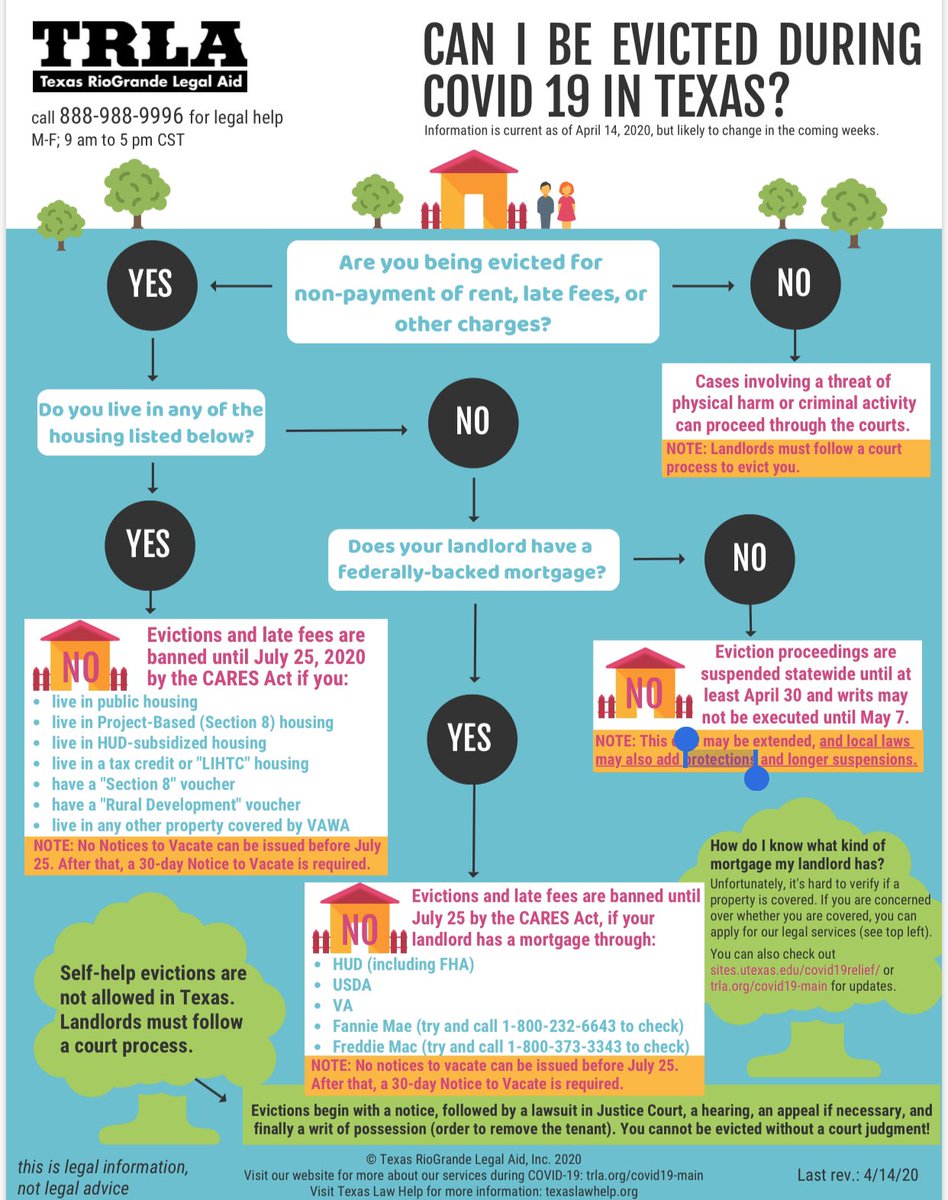 TRLA
Texas RioGrande Legal Aid
call 888-988-9996 for legal help
M-F; 9 am to 5 pm CST
CAN I BE EVICTED DURING
COVID 19 IN TEXAS?
Information is current as of April 14, 2020, but likely to change in the coming weeks.
Are you being evicted for
non-payment of rent, late fees, or
other charges?
YES
NO
Cases involving a threat of
physical harm or criminal activity
can proceed through the courts.
NOTE: Landlords must follow a court
process to evict you.
Do you live in any of the
housing listed below?
NO
YES
Does your landlord have a
federally-backed mortgage?
NO
NO
Evictions and late fees are
banned until July 25, 2020
by the CARES Act if you:
• live in public housing
• live in Project-Based (Section 8) housing
• live in HUD-subsidized housing
• live in a tax credit or "LIHTC" housing
• have a "Section 8" voucher
• have a "Rural Development" voucher
• live in any other property covered by VAWA
NOTE: No Notices to Vacate can be issued before July
25. After that, a 30-day Notice to Vacate is required.
NO
Eviction proceedings are
suspended statewide until at
least April 30 and writs may
not be executed until May 7.
NOTE: This may be extended, and local laws
may also add protections and longer suspensions.
YES
NO
Evictions and late fees are banned until
July 25 by the CARES Act, if your
landlord has a mortgage through:
• HUD (including FHA)
• USDA
• VA
• Fannie Mae (try and call 1-800-232-6643 to check)
• Freddie Mac (try and call 1-800-373-3343 to check)
NOTE: No notices to vacate can be issued before July 25.
After that, a 30-day Notice to Vacate is required.
How do I know what kind of
mortgage my landlord has?
Unfortunately, it's hard to verify if a
property is covered. If you are concerned
over whether you are covered, you can
apply for our legal services (see top left).
You can also check out
sites.utexas.edu/covid19relief/ or
trla.org/covid19-main for updates.
Self-help evictions are
not allowed in Texas.
Landlords must follow
a court process.
Evictions begin with a notice, followed by a lawsuit in Justice Court, a hearing, an appeal if necessary, and
finally a writ of possession (order to remove the tenant). You cannot be evicted without a court judgment!
this is legal information,
not legal advice
© Texas RioGrande Legal Aid, Inc. 2020
Visit our website for more about our services during COVID-19: trla.org/covid19-main
Visit Texas Law Help for more information: texaslawhelp.org
Last rev.: 4/14/20